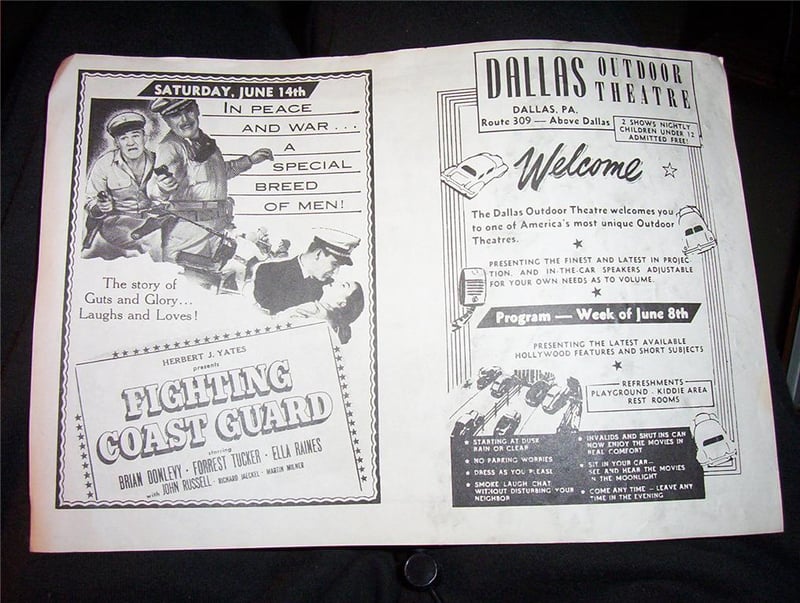 SATURDAY, JUNE 14th
IN PEACE
AND WAR...
A
SPECIAL
BREED
OF MEN!
The story of
Guts and Glory...
Laughs and Loves!
HERBERT J. YATES
presents
FIGHTING
COAST GUARD
starring
BRIAN DONLEVY · FORREST TUCKER · ELLA RAINES
with JOHN RUSSELL · RICHARD JAECKEL · MARTIN MILNER
DALLAS OUTDOOR
THEATRE
DALLAS, PA.
Route 309 — Above Dallas
2 SHOWS NIGHTLY
CHILDREN UNDER 12
ADMITTED FREE!
Welcome
The Dallas Outdoor Theatre welcomes you
to one of America's most unique Outdoor
Theatres.
PRESENTING THE FINEST AND LATEST IN PROJEC-
TION, AND IN-THE-CAR SPEAKERS ADJUSTABLE
FOR YOUR OWN NEEDS AS TO VOLUME.
Program — Week of June 8th
PRESENTING THE LATEST AVAILABLE
HOLLYWOOD FEATURES AND SHORT SUBJECTS
REFRESHMENTS
PLAYGROUND - KIDDIE AREA
REST ROOMS
STARTING AT DUSK
RAIN OR CLEAR
NO PARKING WORRIES
DRESS AS YOU PLEASE
SMOKE LAUGH CHAT
WITHOUT DISTURBING YOUR
NEIGHBOR
INVALIDS AND SHUT INS CAN
NOW ENJOY THE MOVIES IN
REAL COMFORT
SIT IN YOUR CAR—
SEE AND HEAR THE MOVIES
IN THE MOONLIGHT
COME ANY TIME — LEAVE ANY
TIME IN THE EVENING